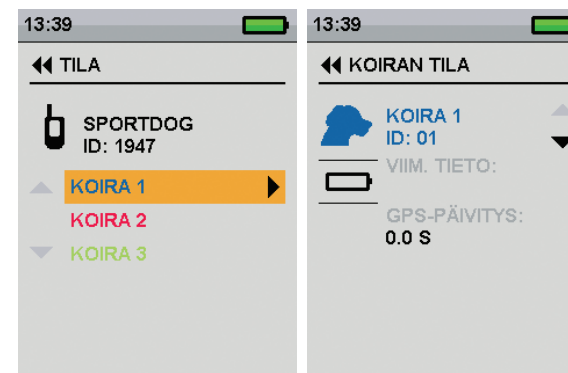 13:39
TILA
SPORTDOG
ID: 1947
KOIRA 1
KOIRA 2
KOIRA 3
13:39
KOIRAN TILA
KOIRA 1
ID: 01
VIIM. TIETO:
GPS-PÄIVITYS:
0.0 S